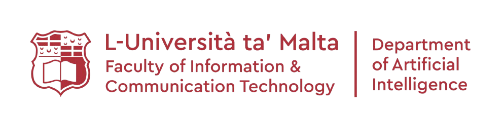 L-Università ta' Malta
Faculty of Information &
Communication Technology
Department
of Artificial
Intelligence